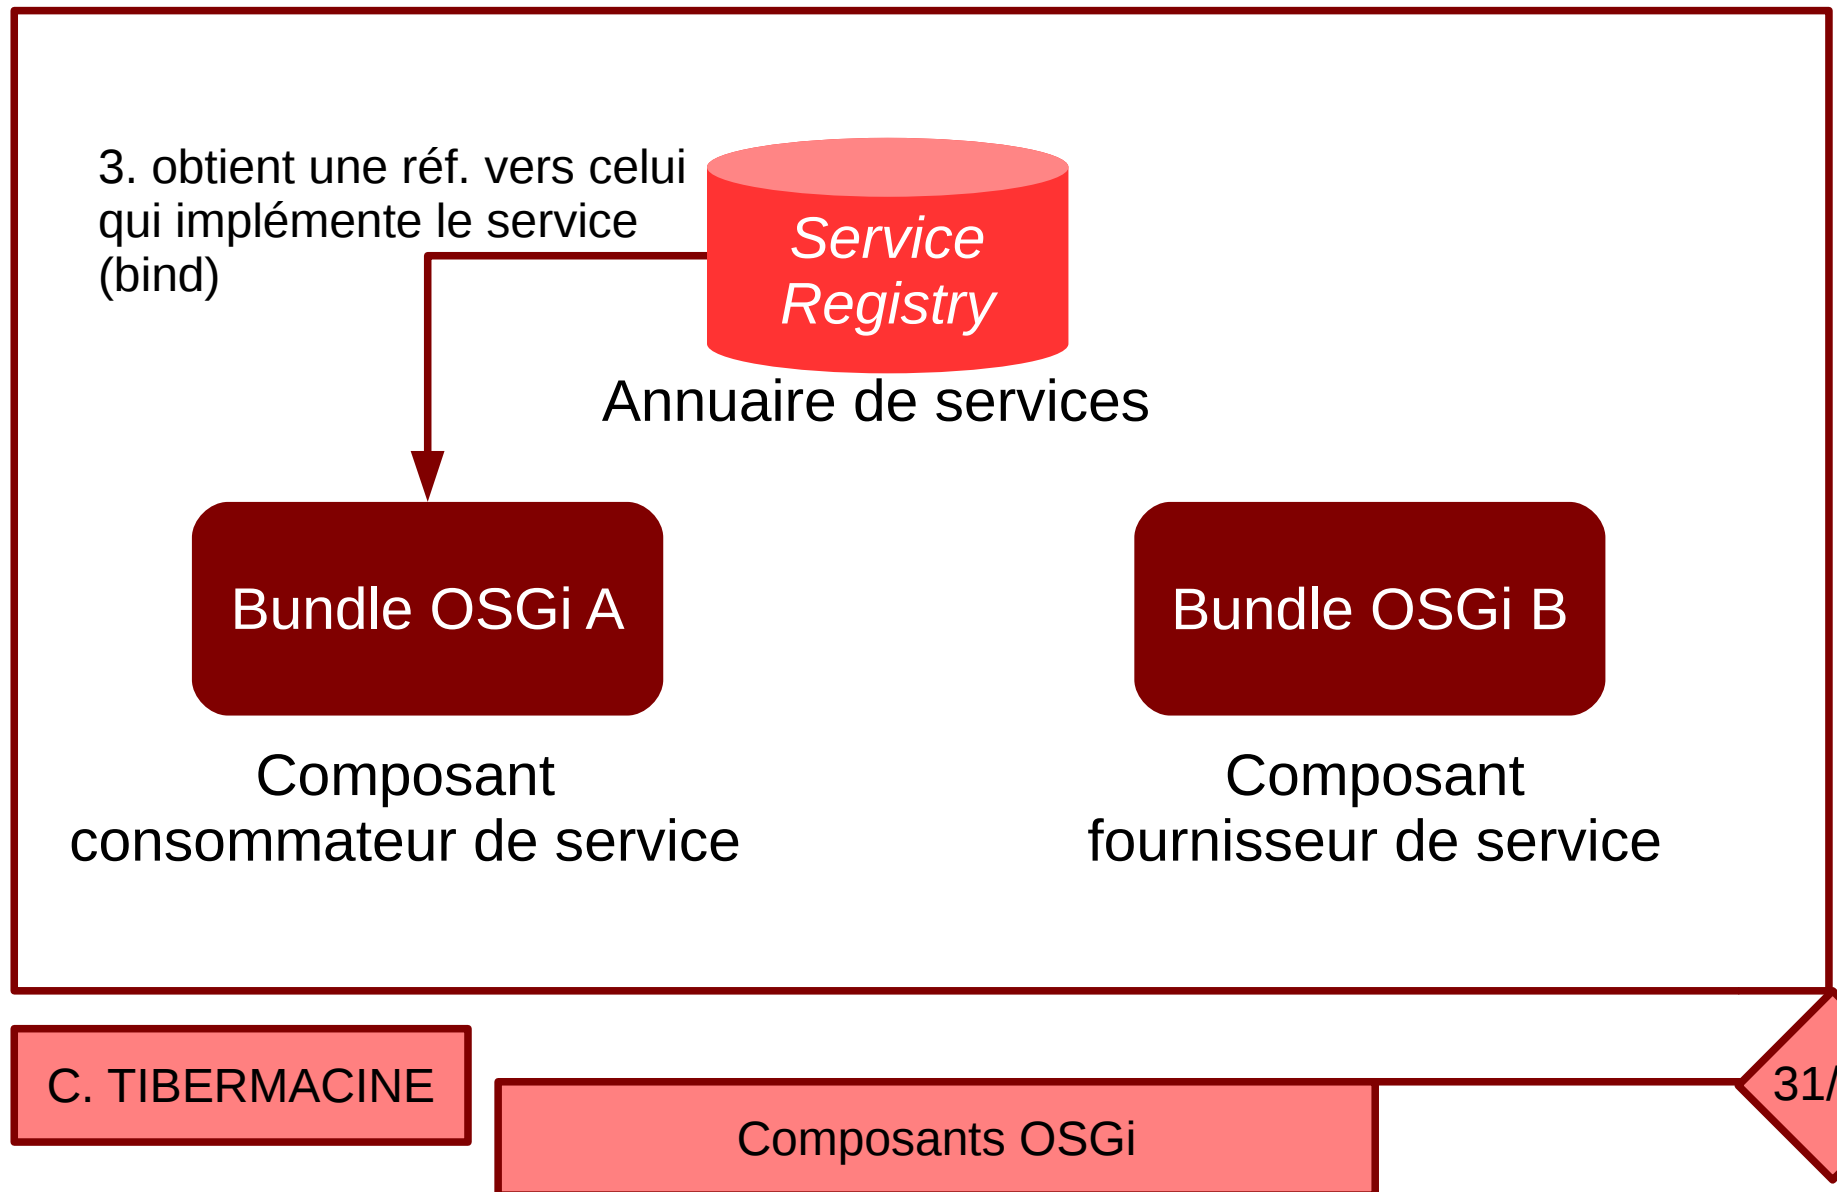 3. obtient une réf. vers celui
qui implémente le service
(bind)
Service
Registry
Annuaire de services
Bundle OSGi A
Bundle OSGi B
Composant
consommateur de service
Composant
fournisseur de service
C. TIBERMACINE
Composants OSGi
31/